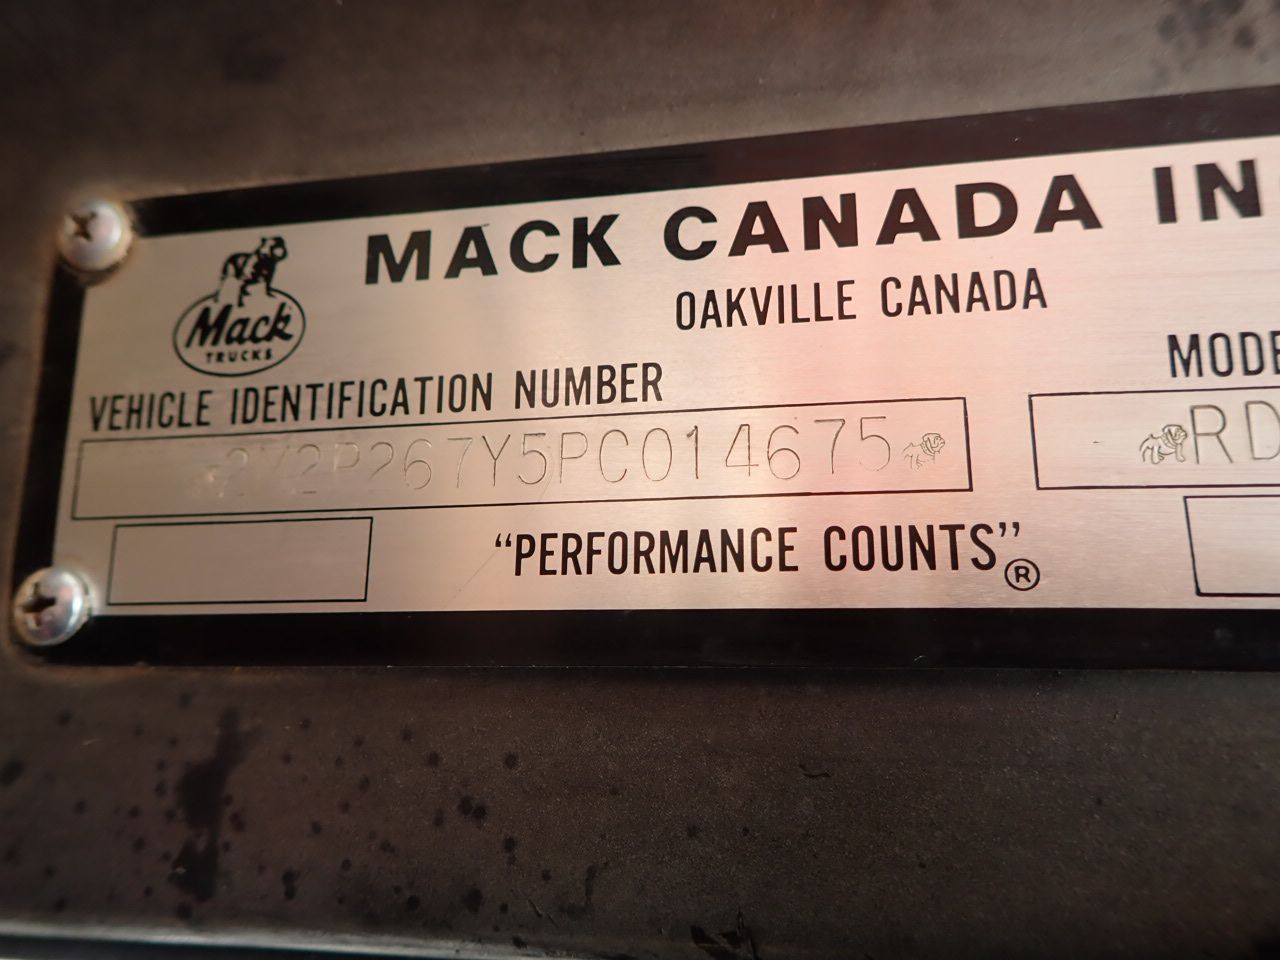 MACK CANADA IN
OAKVILLE CANADA
Mack
TRUCKS
VEHICLE IDENTIFICATION NUMBER
2M2P267Y5PC014675
MODE
RD
"PERFORMANCE COUNTS"®